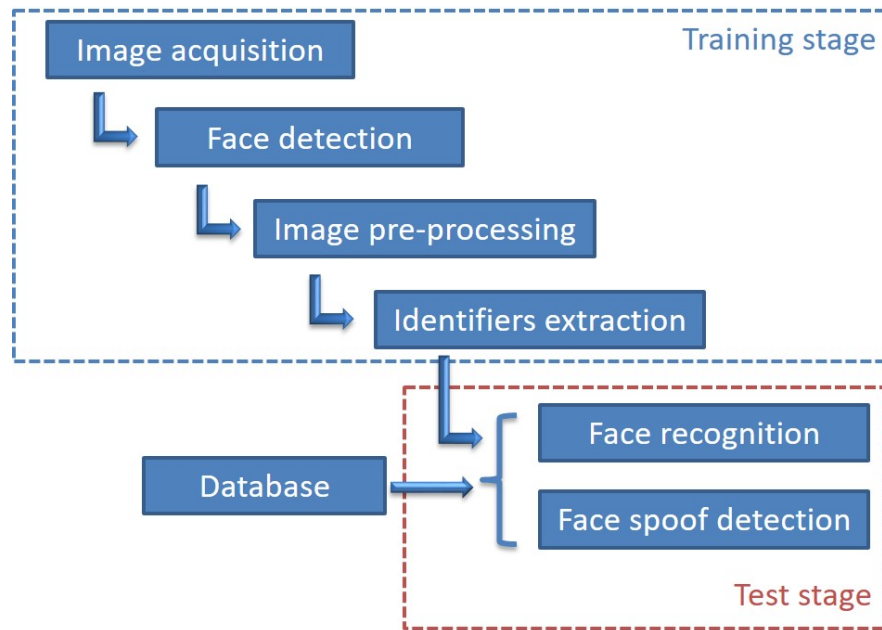 Training stage
Image acquisition
Face detection
Image pre-processing
Identifiers extraction
Face recognition
Database
Face spoof detection
Test stage